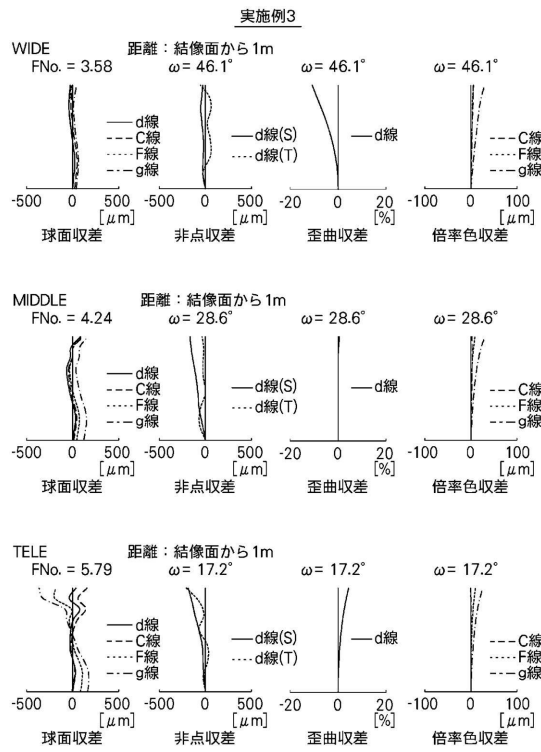 実施例3
WIDE 距離：結像面から1m
FNo. = 3.58 ω= 46.1° ω= 46.1° ω= 46.1°
d線
C線
F線
g線
d線(S)
d線(T)
d線
C線
F線
g線
-500 0 500 -500 0 500 -20 0 20 -100 0 100
[μm] [μm] [%] [μm]
球面収差 非点収差 歪曲収差 倍率色収差
MIDDLE 距離：結像面から1m
FNo. = 4.24 ω= 28.6° ω= 28.6° ω= 28.6°
d線
C線
F線
g線
d線(S)
d線(T)
d線
C線
F線
g線
-500 0 500 -500 0 500 -20 0 20 -100 0 100
[μm] [μm] [%] [μm]
球面収差 非点収差 歪曲収差 倍率色収差
TELE 距離：結像面から1m
FNo. = 5.79 ω= 17.2° ω= 17.2° ω= 17.2°
d線
C線
F線
g線
d線(S)
d線(T)
d線
C線
F線
g線
-500 0 500 -500 0 500 -20 0 20 -100 0 100
[μm] [μm] [%] [μm]
球面収差 非点収差 歪曲収差 倍率色収差